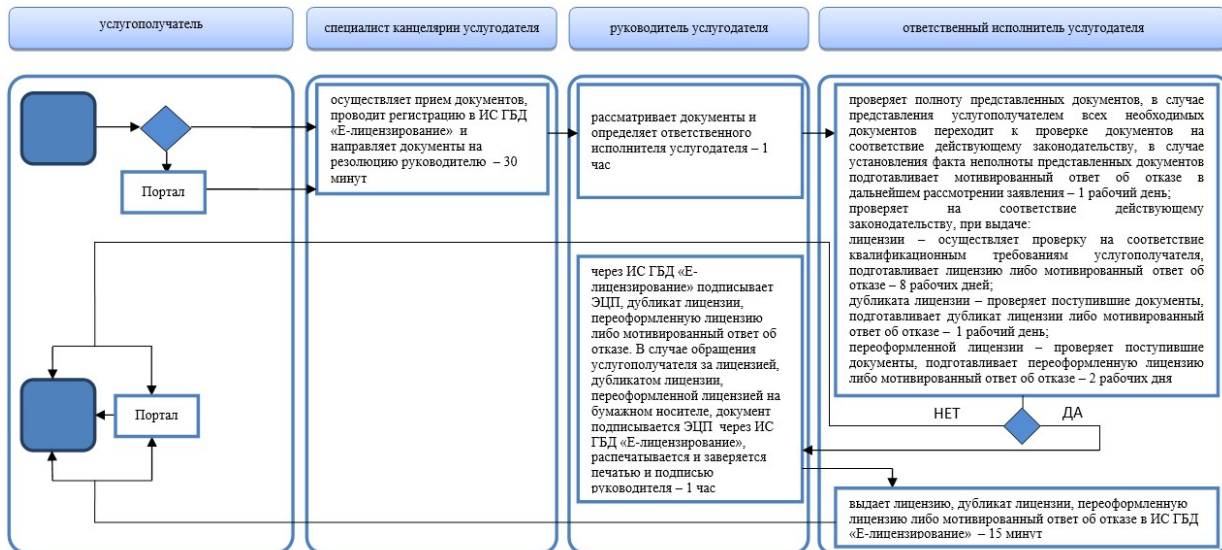 услугополучатель
специалист канцелярии услугодателя
руководитель услугодателя
ответственный исполнитель услугодателя
осуществляет прием документов,
проводит регистрацию в ИС ГБД
«Е-лицензирование» и
направляет документы на
резолюцию руководителю – 30
минут
Портал
рассматривает документы и
определяет ответственного
исполнителя услугодателя – 1
час
проверяет полноту представленных документов, в случае
представления услугополучателем всех необходимых
документов переходит к проверке документов на
соответствие действующему законодательству, в случае
установления факта неполноты представленных документов
подготавливает мотивированный ответ об отказе в
дальнейшем рассмотрении заявления – 1 рабочий день;
проверяет на соответствие действующему
законодательству, при выдаче:
лицензии – осуществляет проверку на соответствие
квалификационным требованиям услугополучателя,
подготавливает лицензию либо мотивированный ответ об
отказе – 8 рабочих дней;
дубликата лицензии – проверяет поступившие документы,
подготавливает дубликат лицензии либо мотивированный
ответ об отказе – 1 рабочий день;
переоформленной лицензии – проверяет поступившие
документы, подготавливает переоформленную лицензию
либо мотивированный ответ об отказе – 2 рабочих дня
через ИС ГБД «Е-
лицензирование» подписывает
ЭЦП, дубликат лицензии,
переоформленную лицензию
либо мотивированный ответ об
отказе. В случае обращения
услугополучателя за лицензией,
дубликатом лицензии,
переоформленной лицензией на
бумажном носителе, документ
подписывается ЭЦП через ИС
ГБД «Е-лицензирование»,
распечатывается и заверяется
печатью и подписью
руководителя – 1 час
Портал
НЕТ
ДА
выдает лицензию, дубликат лицензии, переоформленную
лицензию либо мотивированный ответ об отказе в ИС ГБД
«Е-лицензирование» – 15 минут